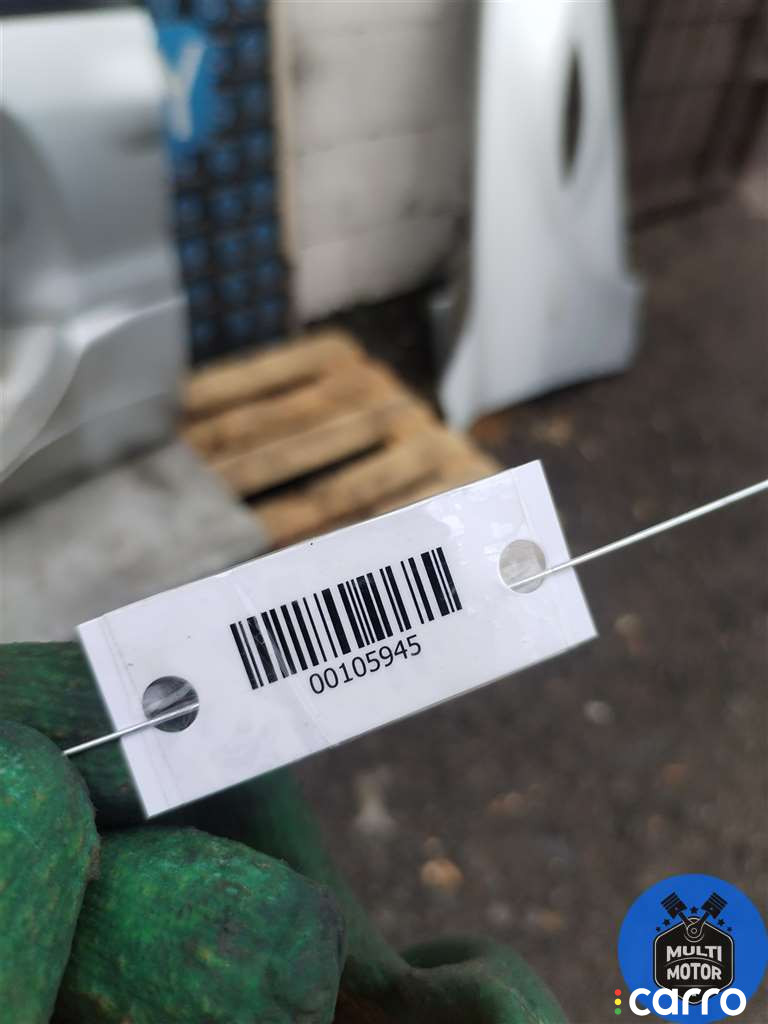 Y
00105945
MULTI
MOTOR
carro